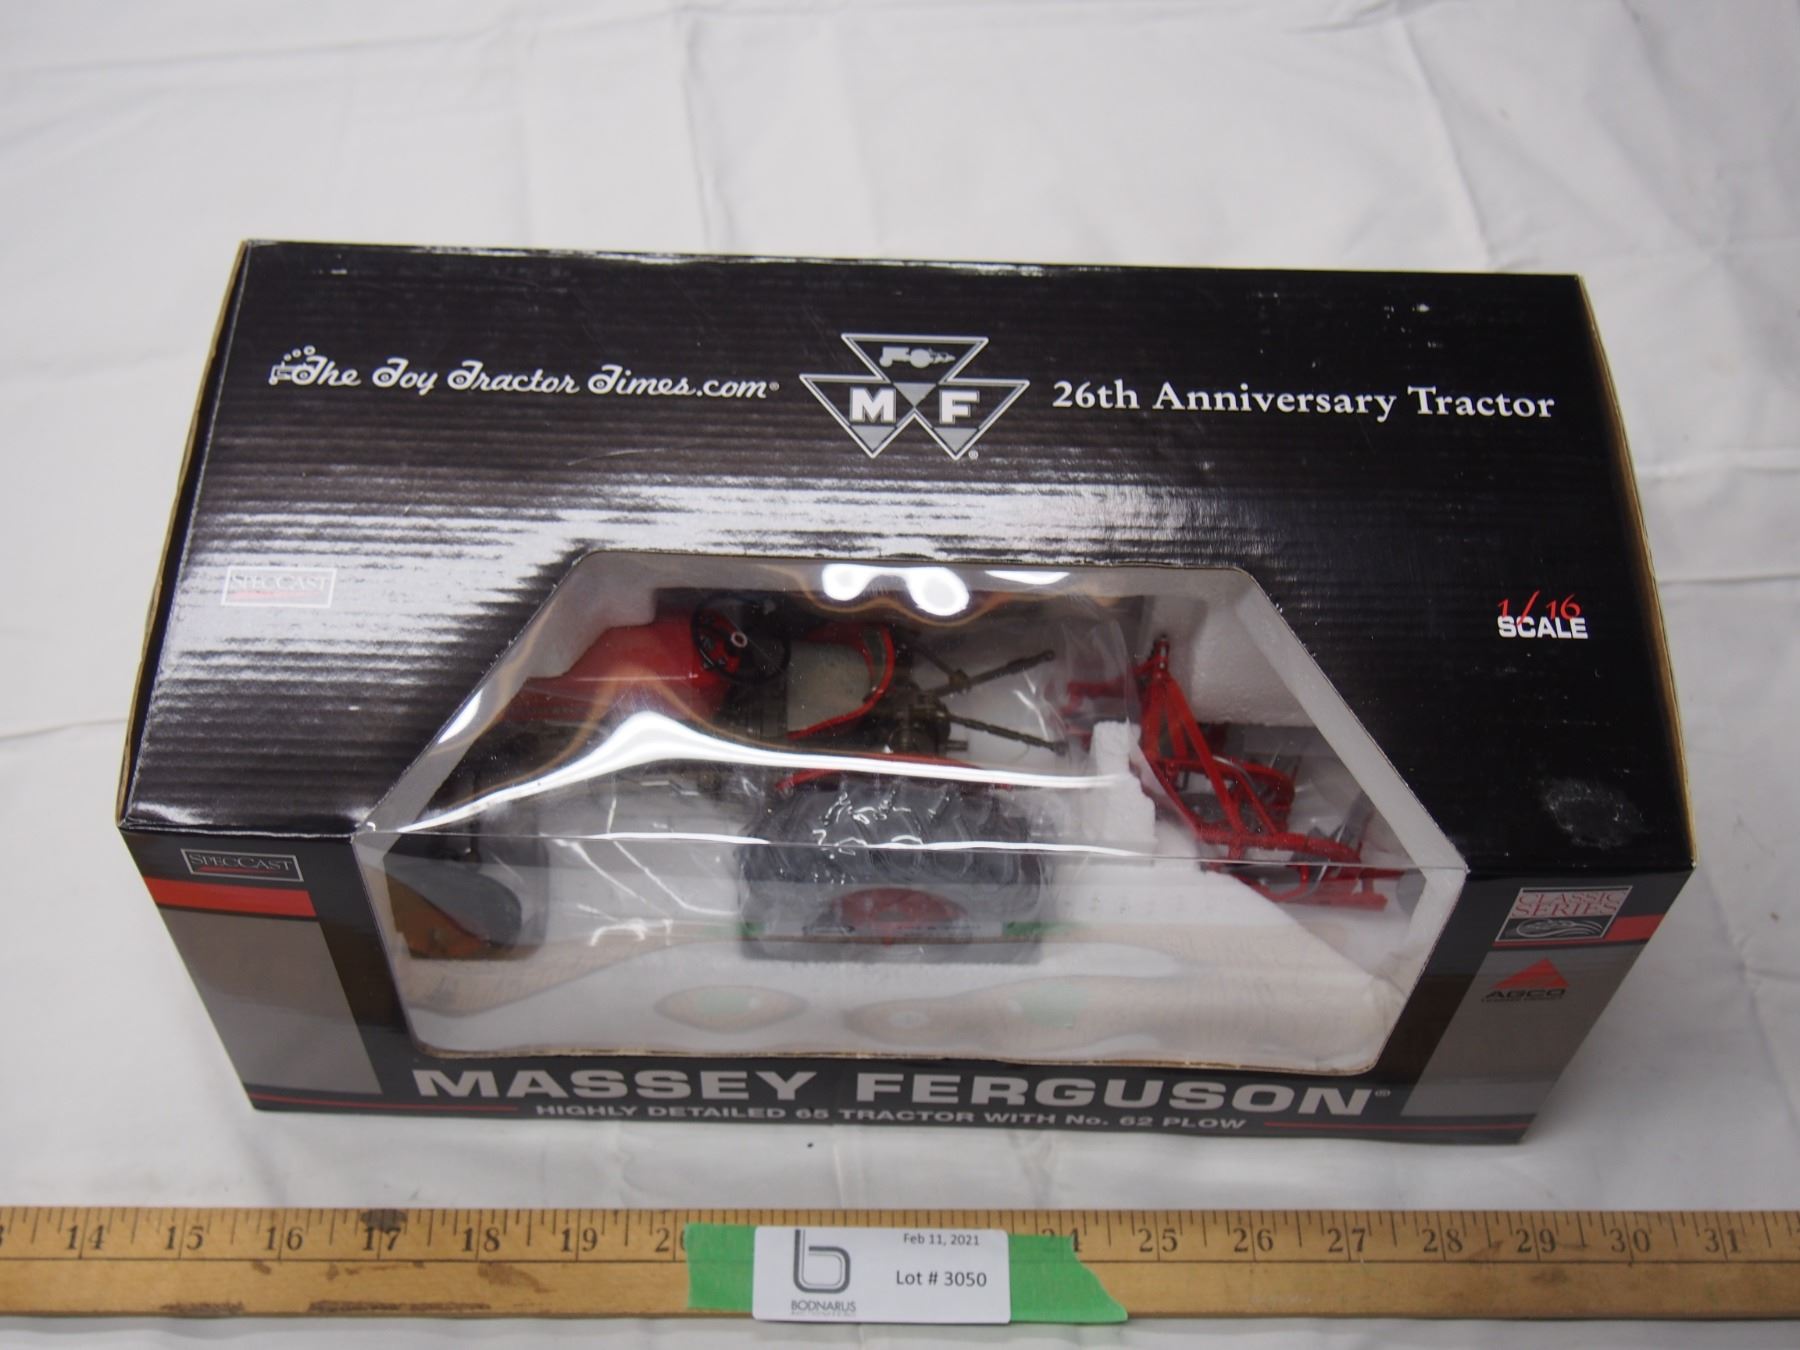 The Toy Tractor Times.com®
M F ®
26th Anniversary Tractor
SPECCAST
1/16
SCALE
SPECCAST
CLASSIC
SERIES
AGCO
MASSEY FERGUSON®
HIGHLY DETAILED 65 TRACTOR WITH No. 62 PLOW
14 15 16 17 18 19 20 24 25 26 27 28 29 30 31
b
Feb 11, 2021
Lot # 3050
BODNARUS